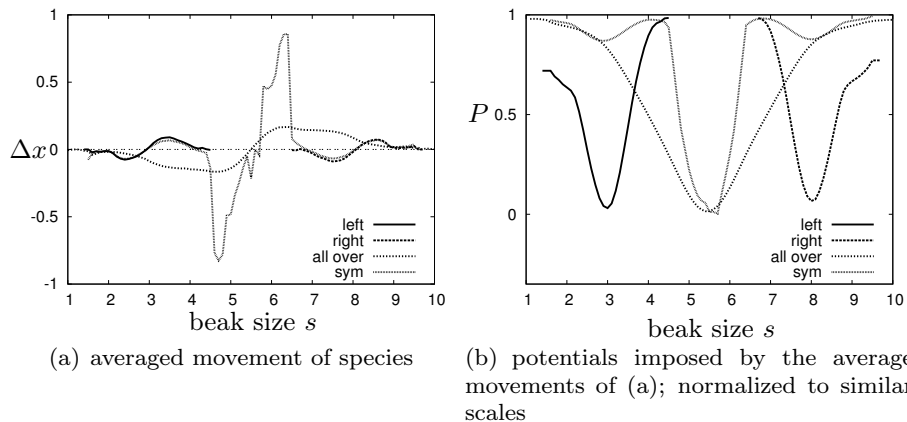 1
0.5
Δx 0
-0.5
-1
left
right
all over
sym
1 2 3 4 5 6 7 8 9 10
beak size s
(a) averaged movement of species
1
P 0.5
0
left
right
all over
sym
1 2 3 4 5 6 7 8 9 10
beak size s
(b) potentials imposed by the average
movements of (a); normalized to similar
scales